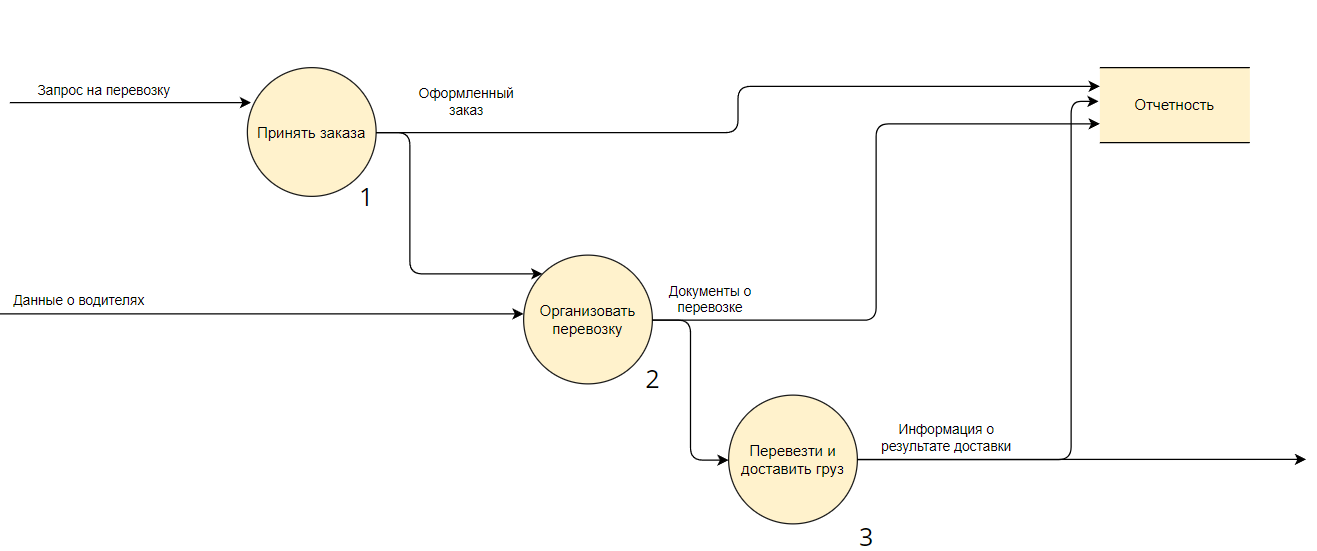 Запрос на перевозку
Оформленный
заказ
Отчетность
Принять заказа
1
Данные о водителях
Документы о
перевозке
Организовать
перевозку
2
Информация о
результате доставки
Перевезти и
доставить груз
3